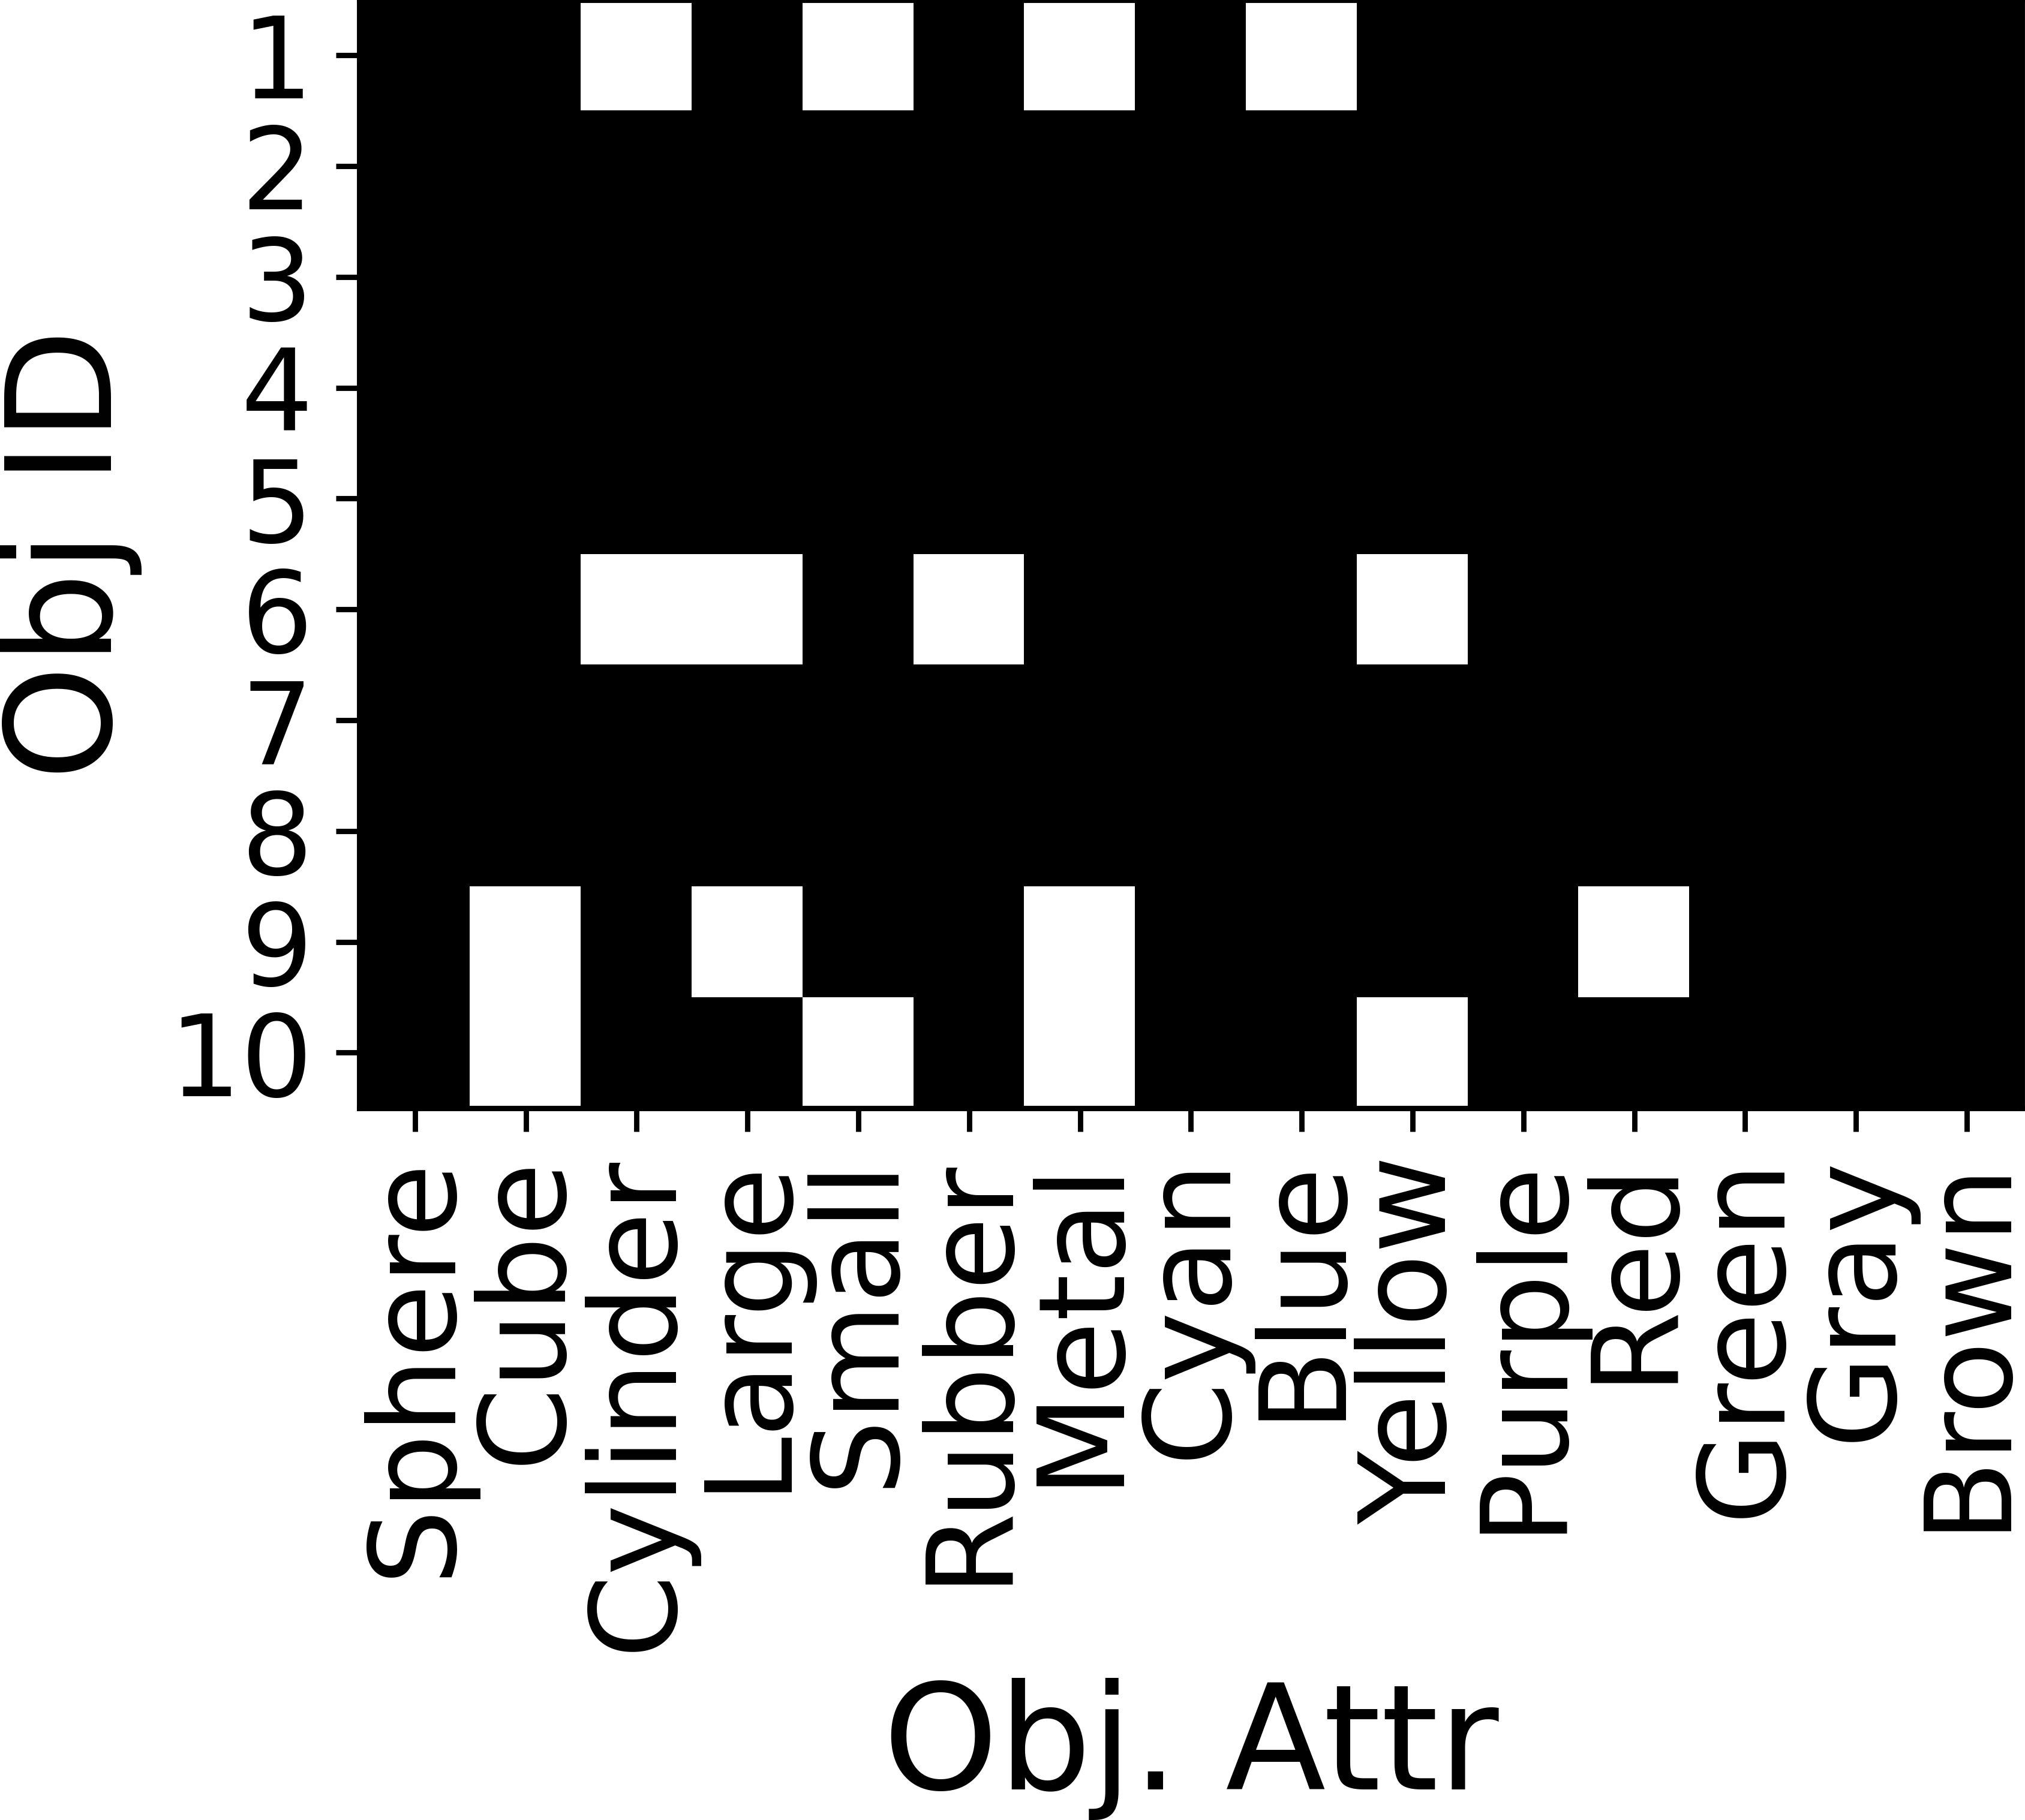 Obj ID
1
2
3
4
5
6
7
8
9
10
Sphere
Cube
Cylinder
Large
Small
Rubber
Metal
Cyan
Blue
Yellow
Purple
Red
Green
Gray
Brown
Obj. Attr